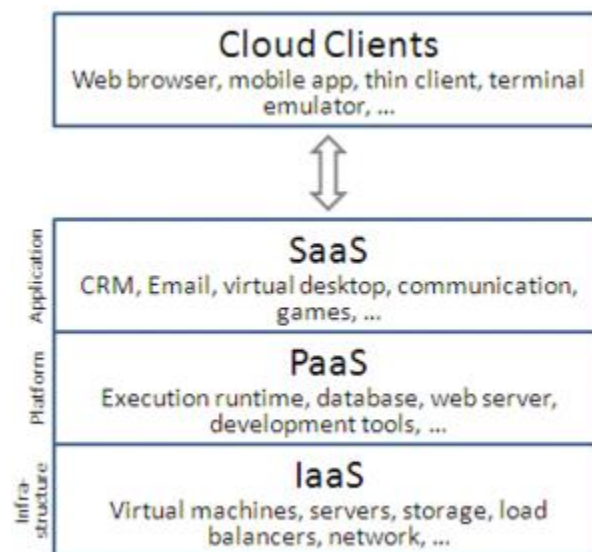 Cloud Clients
Web browser, mobile app, thin client, terminal
emulator, ...
Application
SaaS
CRM, Email, virtual desktop, communication,
games, ...
Platform
PaaS
Execution runtime, database, web server,
development tools, ...
Infra-
structure
IaaS
Virtual machines, servers, storage, load
balancers, network, ...